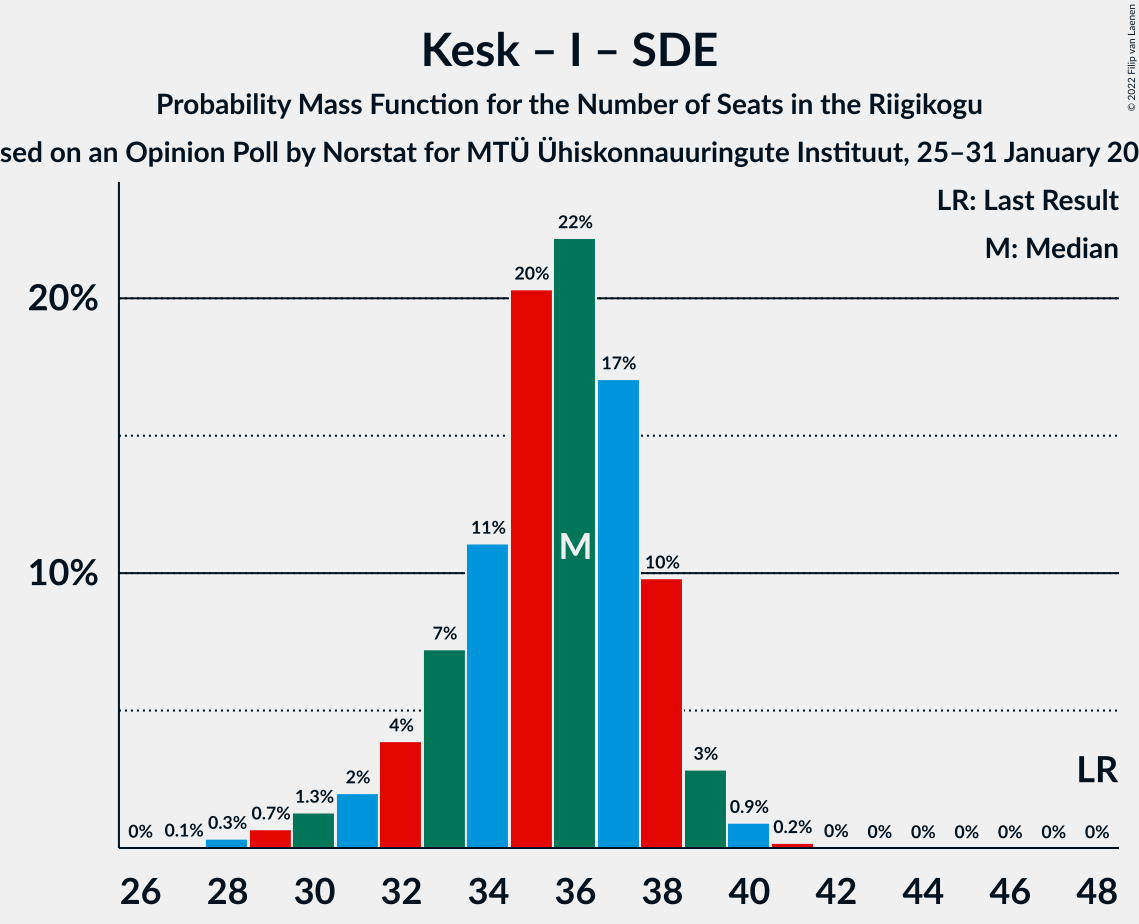 Kesk – I – SDE
Probability Mass Function for the Number of Seats in the Riigikogu
sed on an Opinion Poll by Norstat for MTÜ Ühiskonnauuringute Instituut, 25–31 January 20
© 2022 Filip van Laenen
LR: Last Result
M: Median
22%
20%
20%
17%
11%
M
10%
10%
7%
4%
3%
LR
2%
1.3%
0.9%
0.7%
0.3%
0.2%
0% 0.1% 0% 0% 0% 0% 0% 0% 0%
26 28 30 32 34 36 38 40 42 44 46 48